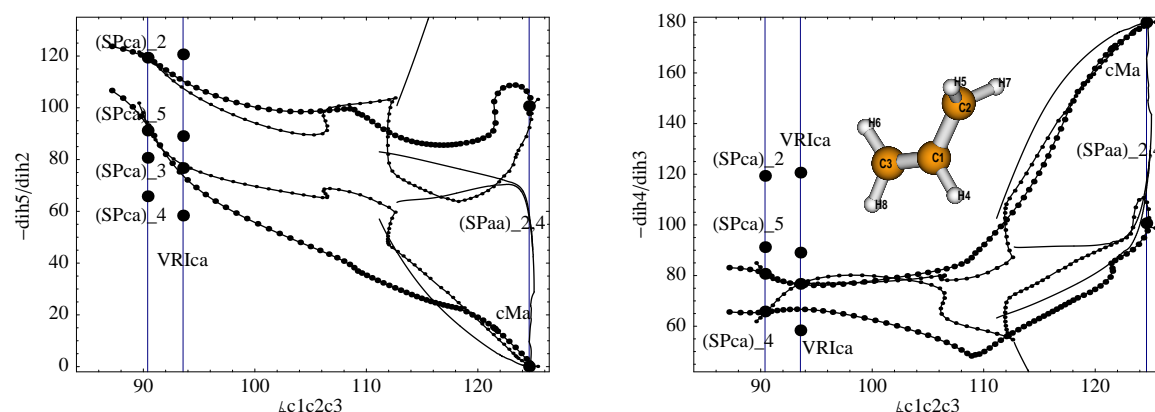 120
100
80
60
40
20
0
−dih5/dih2
(SPca)_2
(SPca)_5
(SPca)_3
(SPca)_4
VRIca
(SPaa)_2,4
cMa
90
100
110
120
∡c1c2c3
180
160
140
120
100
80
60
−dih4/dih3
H5
H7
C2
H6
C3
C1
H8
H4
cMa
(SPca)_2
VRIca
(SPaa)_2,4
(SPca)_5
(SPca)_4
VRIca
90
100
110
120
∡c1c2c3